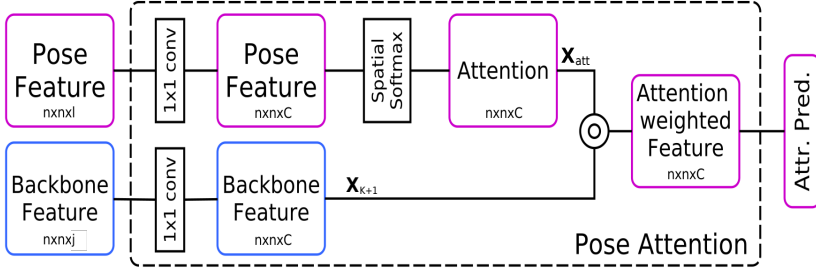 Pose
Feature
nxnxl
1x1 conv
Pose
Feature
nxnxC
Spatial
Softmax
Attention
nxnxC
Xatt
Attention
weighted
Feature
nxnxC
Attr. Pred.
Backbone
Feature
nxnxj
1x1 conv
Backbone
Feature
nxnxC
XK+1
Pose Attention